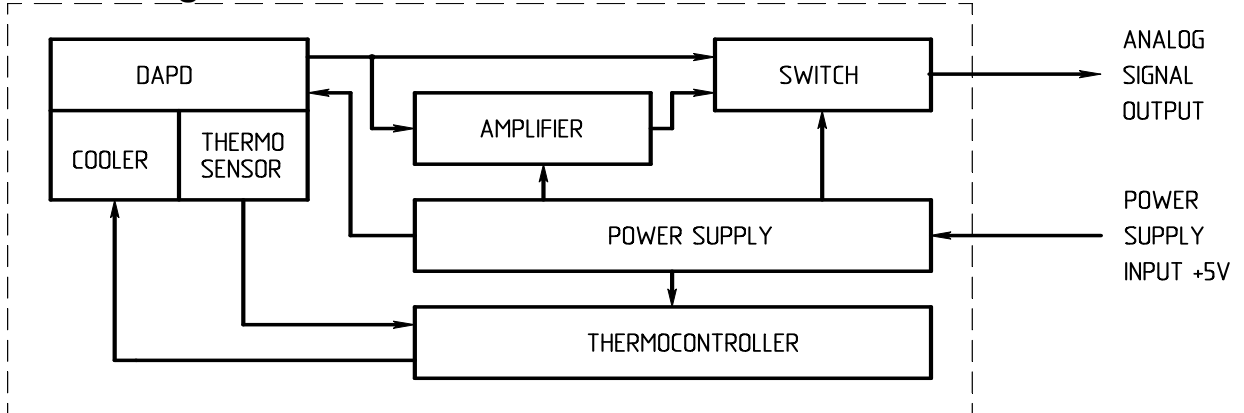 DAPD
COOLER
THERMO
SENSOR
AMPLIFIER
SWITCH
POWER SUPPLY
THERMOCONTROLLER
ANALOG
SIGNAL
OUTPUT
POWER
SUPPLY
INPUT +5V